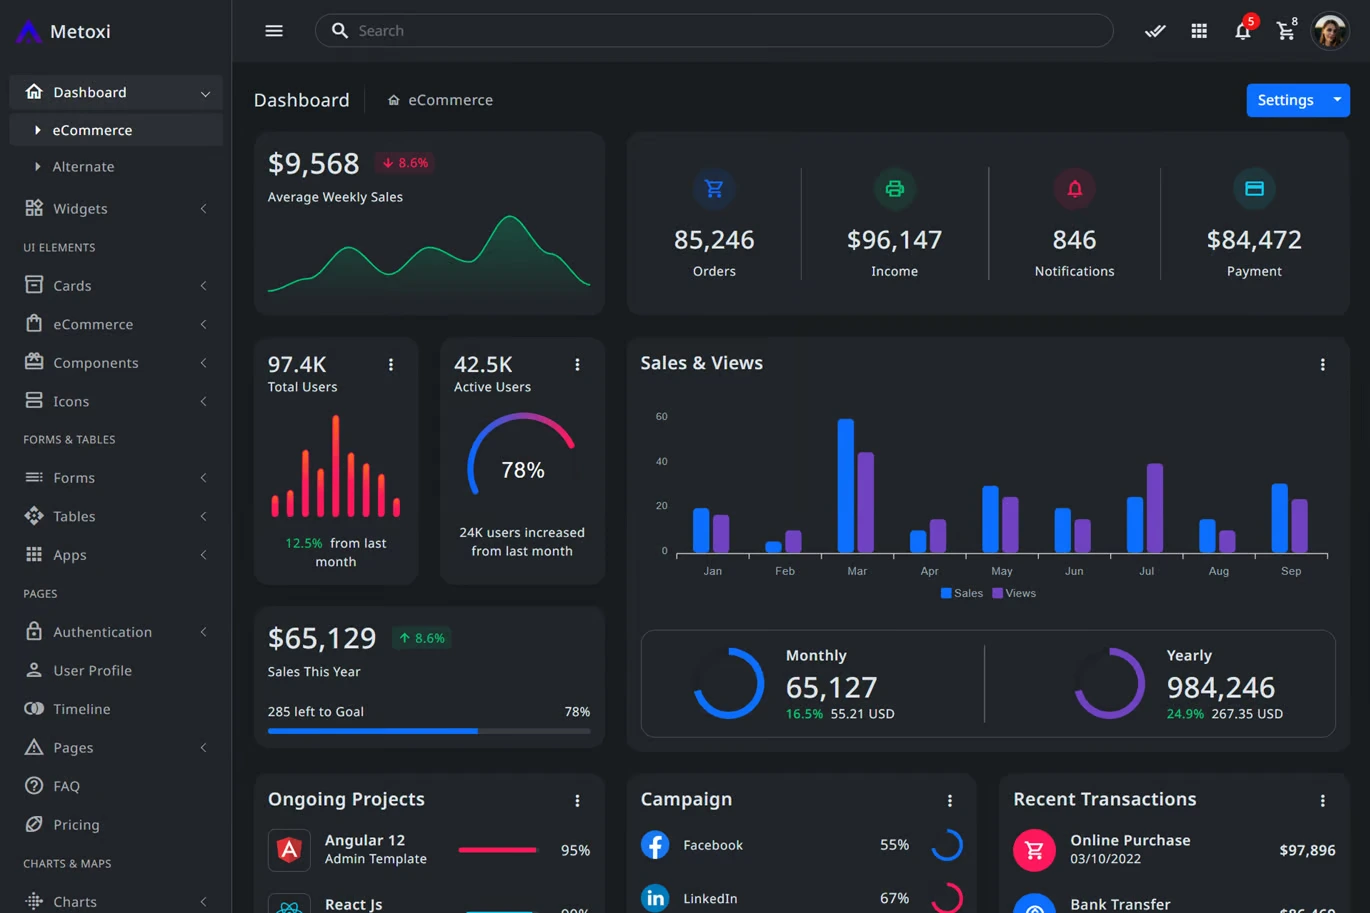 Metoxi
Search
5
8
Dashboard
eCommerce
Alternate
Widgets
UI ELEMENTS
Cards
eCommerce
Components
Icons
FORMS & TABLES
Forms
Tables
Apps
PAGES
Authentication
User Profile
Timeline
Pages
FAQ
Pricing
CHARTS & MAPS
Charts
Dashboard
eCommerce
Settings
$9,568
8.6%
Average Weekly Sales
85,246
Orders
$96,147
Income
846
Notifications
$84,472
Payment
97.4K
Total Users
12.5% from last
month
42.5K
Active Users
78%
24K users increased
from last month
Sales & Views
60
40
20
0
Jan Feb Mar Apr May Jun Jul Aug Sep
Sales Views
$65,129
8.6%
Sales This Year
285 left to Goal 78%
Monthly
65,127
16.5% 55.21 USD
Yearly
984,246
24.9% 267.35 USD
Ongoing Projects
Angular 12
Admin Template
95%
React Js
Campaign
Facebook 55%
LinkedIn 67%
Recent Transactions
Online Purchase
03/10/2022
$97,896
Bank Transfer